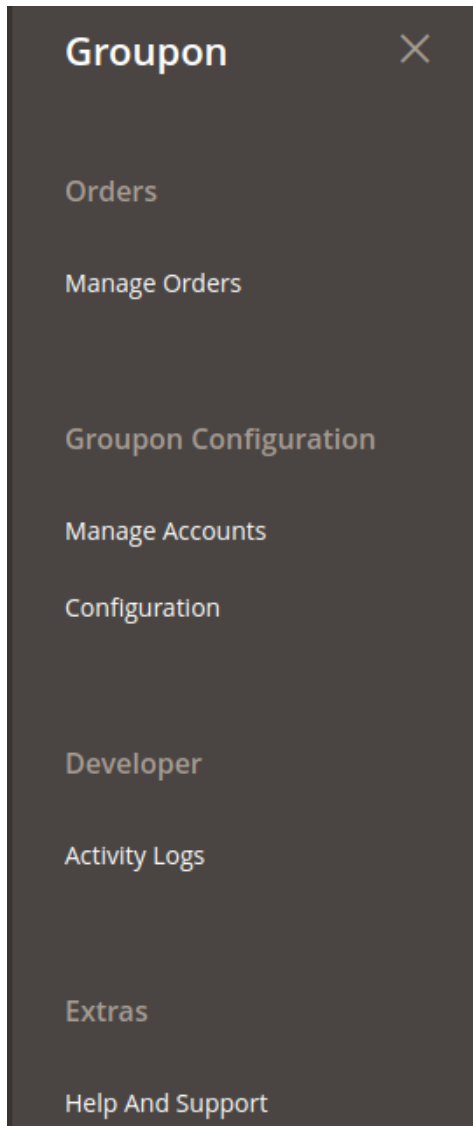 Groupon
Orders
Manage Orders
Groupon Configuration
Manage Accounts
Configuration
Developer
Activity Logs
Extras
Help And Support